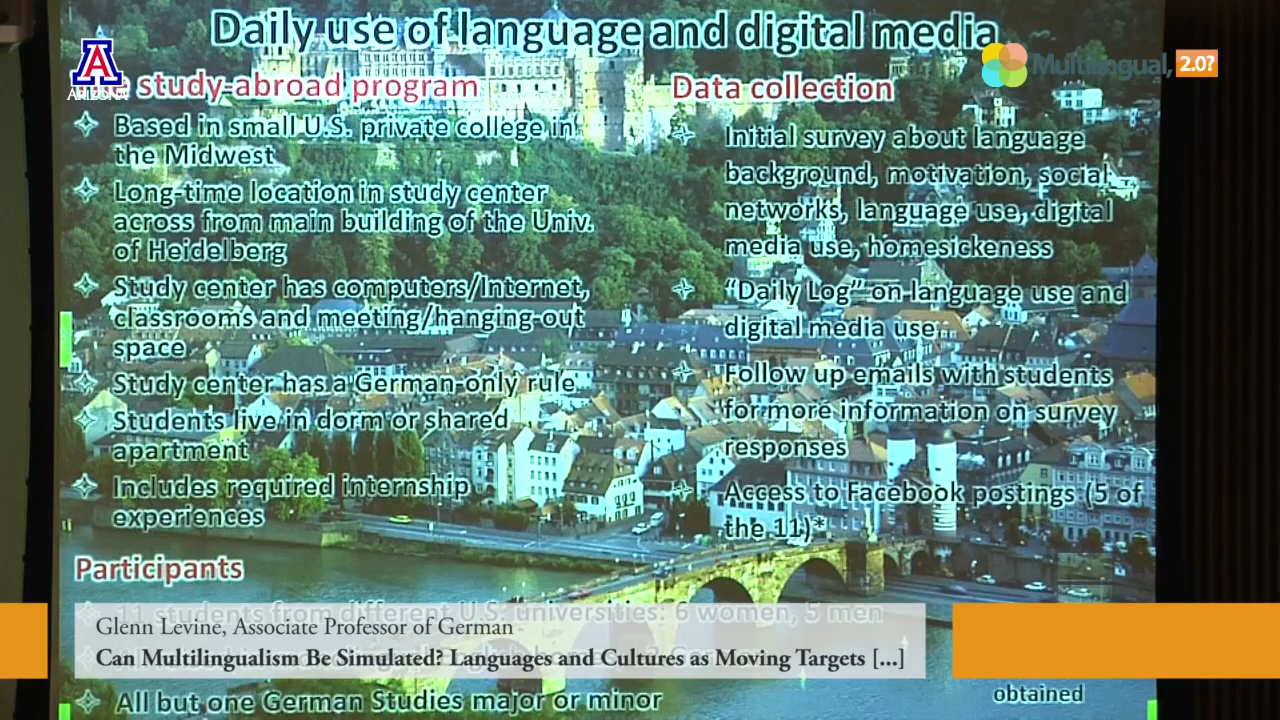 Daily use of language and digital media
ARIZONA
Multilingual, 2.0?
study-abroad program
Based in small U.S. private college in
the Midwest
Long-time location in study center
across from main building of the Univ.
of Heidelberg
Study center has computers/Internet,
classrooms and meeting/hanging-out
space
Study center has a German-only rule
Students live in dorm or shared
apartment
Includes required internship
experiences
Participants
11 students from different U.S. universities: 6 women, 5 men
All but one German Studies major or minor
Data collection
Initial survey about language
background, motivation, social
networks, language use, digital
media use, homesickeness
“Daily Log” on language use and
digital media use
Follow up emails with students
for more information on survey
responses
Access to Facebook postings (5 of
the 11)*
obtained
Glenn Levine, Associate Professor of German
Can Multilingualism Be Simulated? Languages and Cultures as Moving Targets [...]